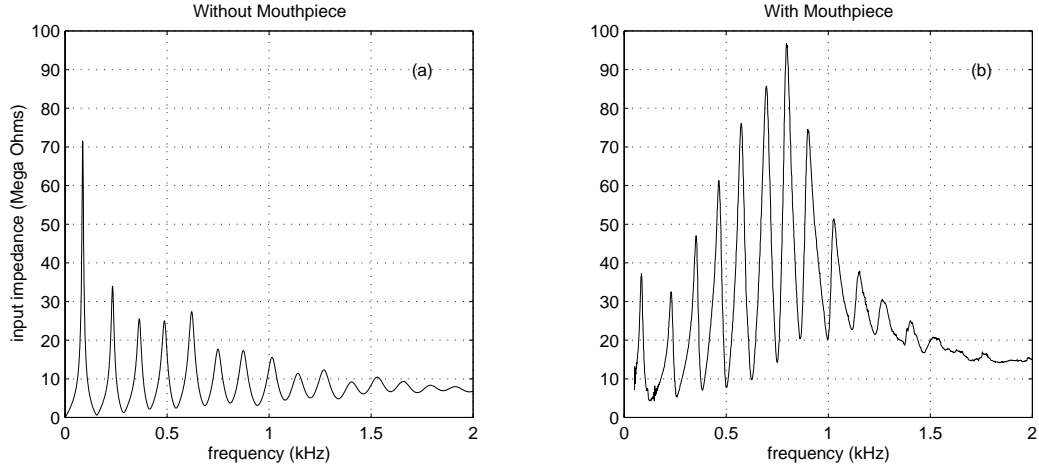 Without Mouthpiece
100
90
80
70
60
50
40
30
20
10
0
input impedance (Mega Ohms)
(a)
0 0.5 1 1.5 2
frequency (kHz)
With Mouthpiece
100
90
80
70
60
50
40
30
20
10
0
(b)
0 0.5 1 1.5 2
frequency (kHz)